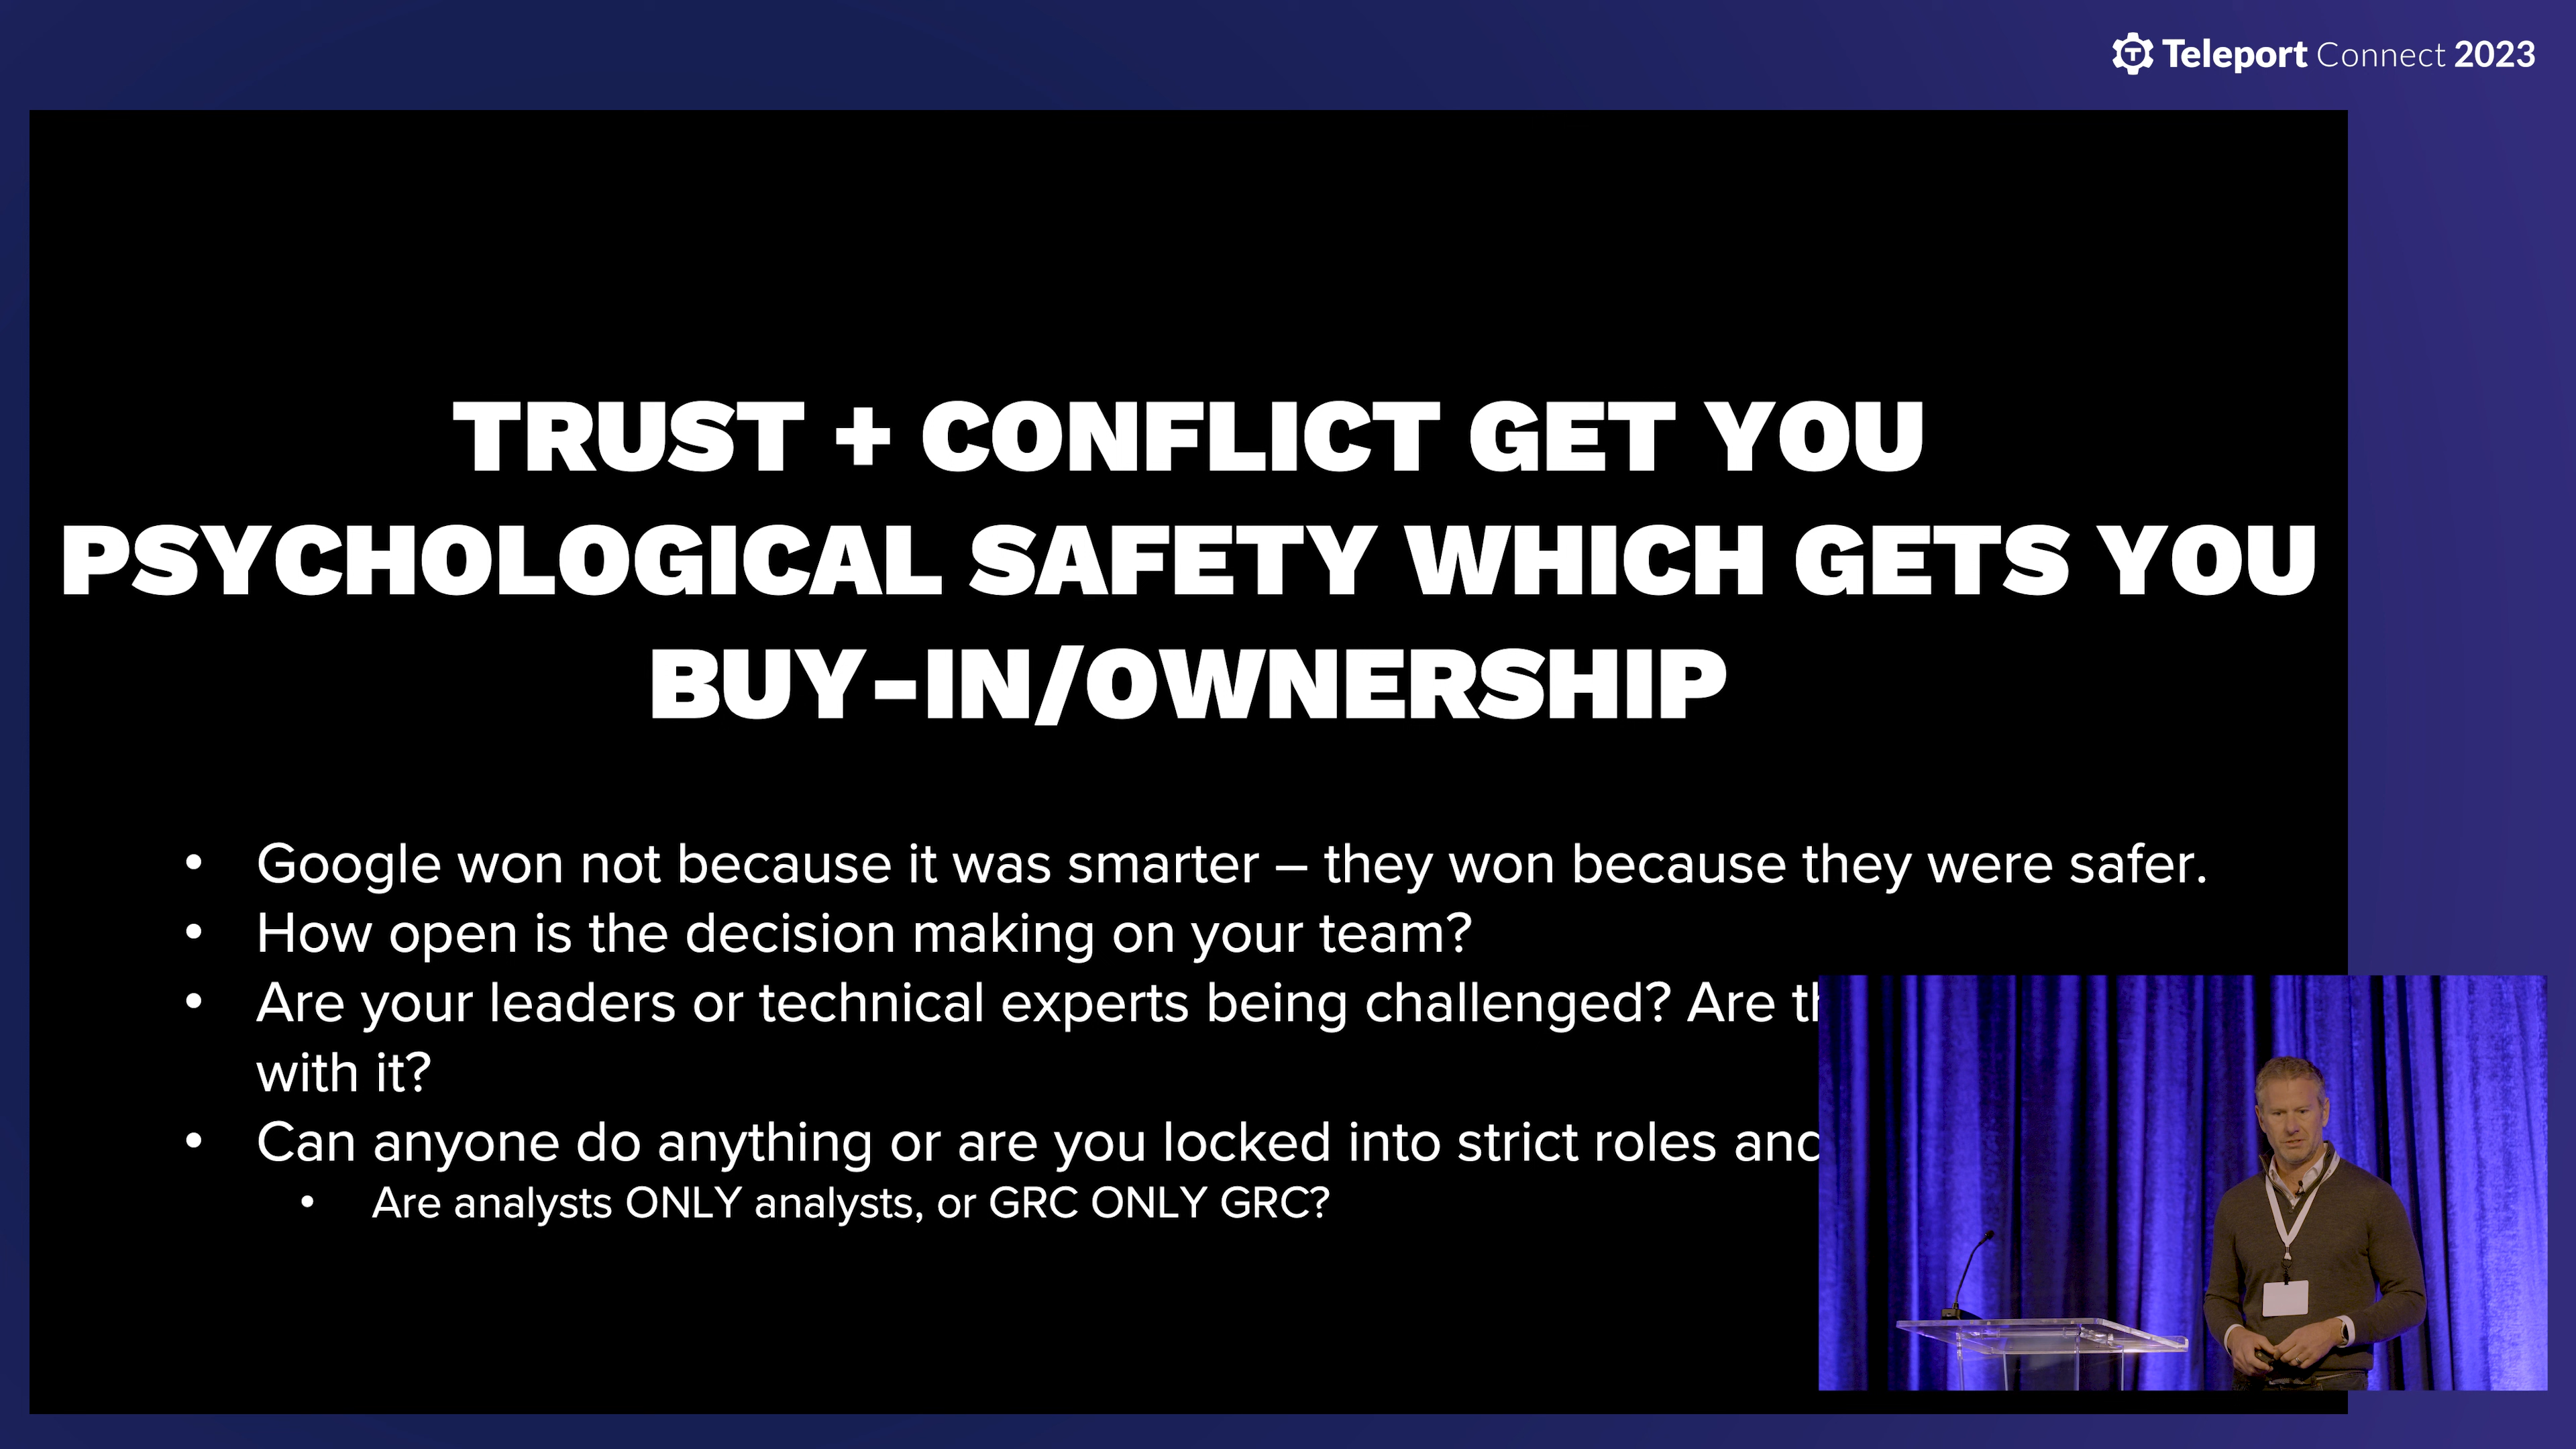 Teleport Connect 2023
TRUST + CONFLICT GET YOU
PSYCHOLOGICAL SAFETY WHICH GETS YOU
BUY-IN/OWNERSHIP
• Google won not because it was smarter – they won because they were safer.
• How open is the decision making on your team?
• Are your leaders or technical experts being challenged? Are
with it?
• Can anyone do anything or are you locked into strict roles and
• Are analysts ONLY analysts, or GRC ONLY GRC?